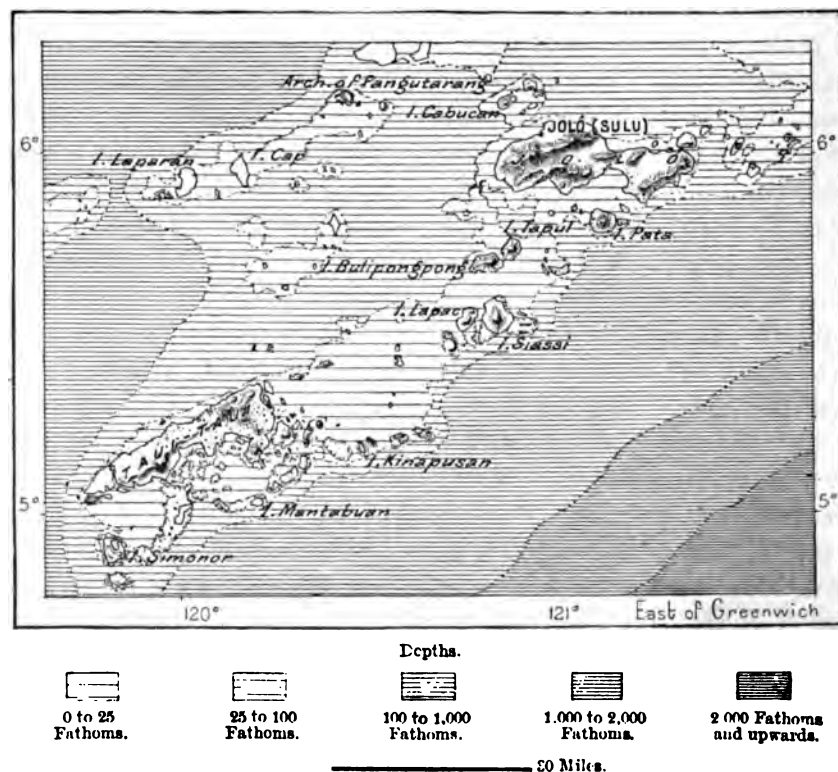 Arch. of Pangutarang
I. Cabucan
JOLÓ (SULU)
6° 6°
I. Laparan
I. Cap
I. Tapul
I. Pata
I. Bulipongpong
I. Lapac
I. Siassi
TAWI TAWI
I. Kinapusan
5° 5°
I. Mantabuan
I. Simonor
120° 121° East of Greenwich
Depths.
0 to 25 Fathoms.
25 to 100 Fathoms.
100 to 1,000 Fathoms.
1,000 to 2,000 Fathoms.
2 000 Fathoms and upwards.
Miles.